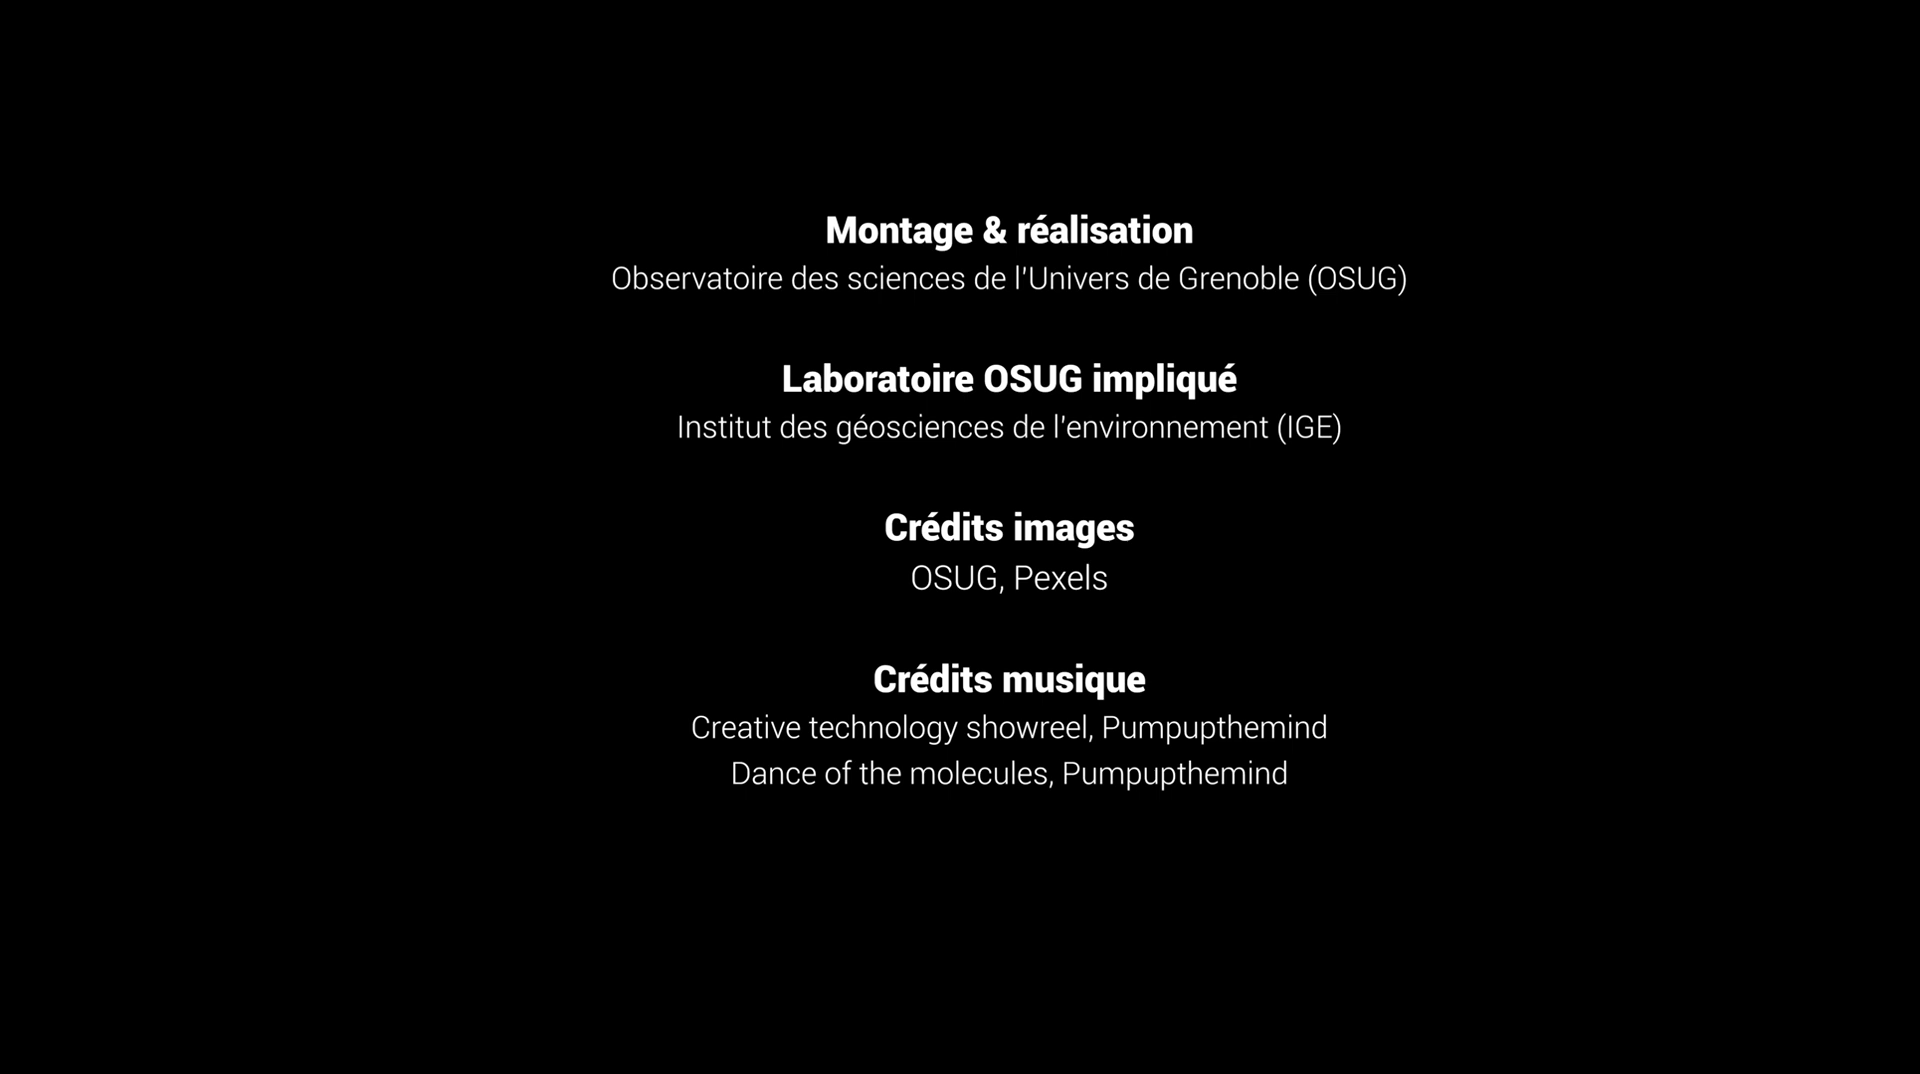 Montage & réalisation
Observatoire des sciences de l'Univers de Grenoble (OSUG)
Laboratoire OSUG impliqué
Institut des géosciences de l'environnement (IGE)
Crédits images
OSUG, Pexels
Crédits musique
Creative technology showreel, Pumpupthemind
Dance of the molecules, Pumpupthemind